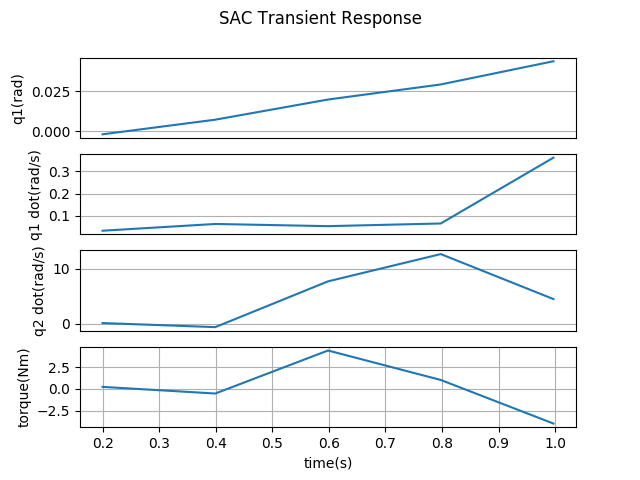 SAC Transient Response
q1(rad)
0.025
0.000
q1 dot(rad/s)
0.3
0.2
0.1
q2 dot(rad/s)
10
0
torque(Nm)
2.5
0.0
−2.5
0.2 0.3 0.4 0.5 0.6 0.7 0.8 0.9 1.0
time(s)